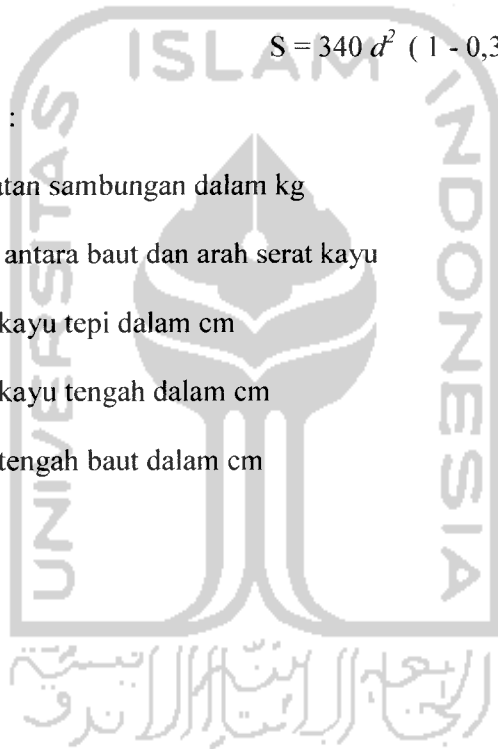 S = 340 d² ( 1 - 0,3
:
tan sambungan dalam kg
antara baut dan arah serat kayu
kayu tepi dalam cm
kayu tengah dalam cm
tengah baut dalam cm
ISLAM
UNIVERSITAS
INDONESIA